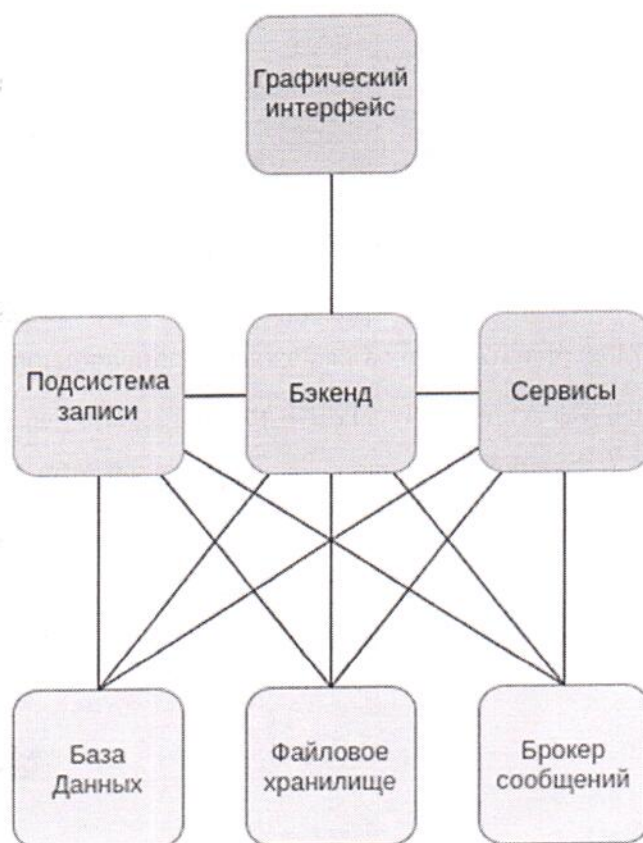 Графический
интерфейс
Подсистема
записи
Бэкенд
Сервисы
База
Данных
Файловое
хранилище
Брокер
сообщений